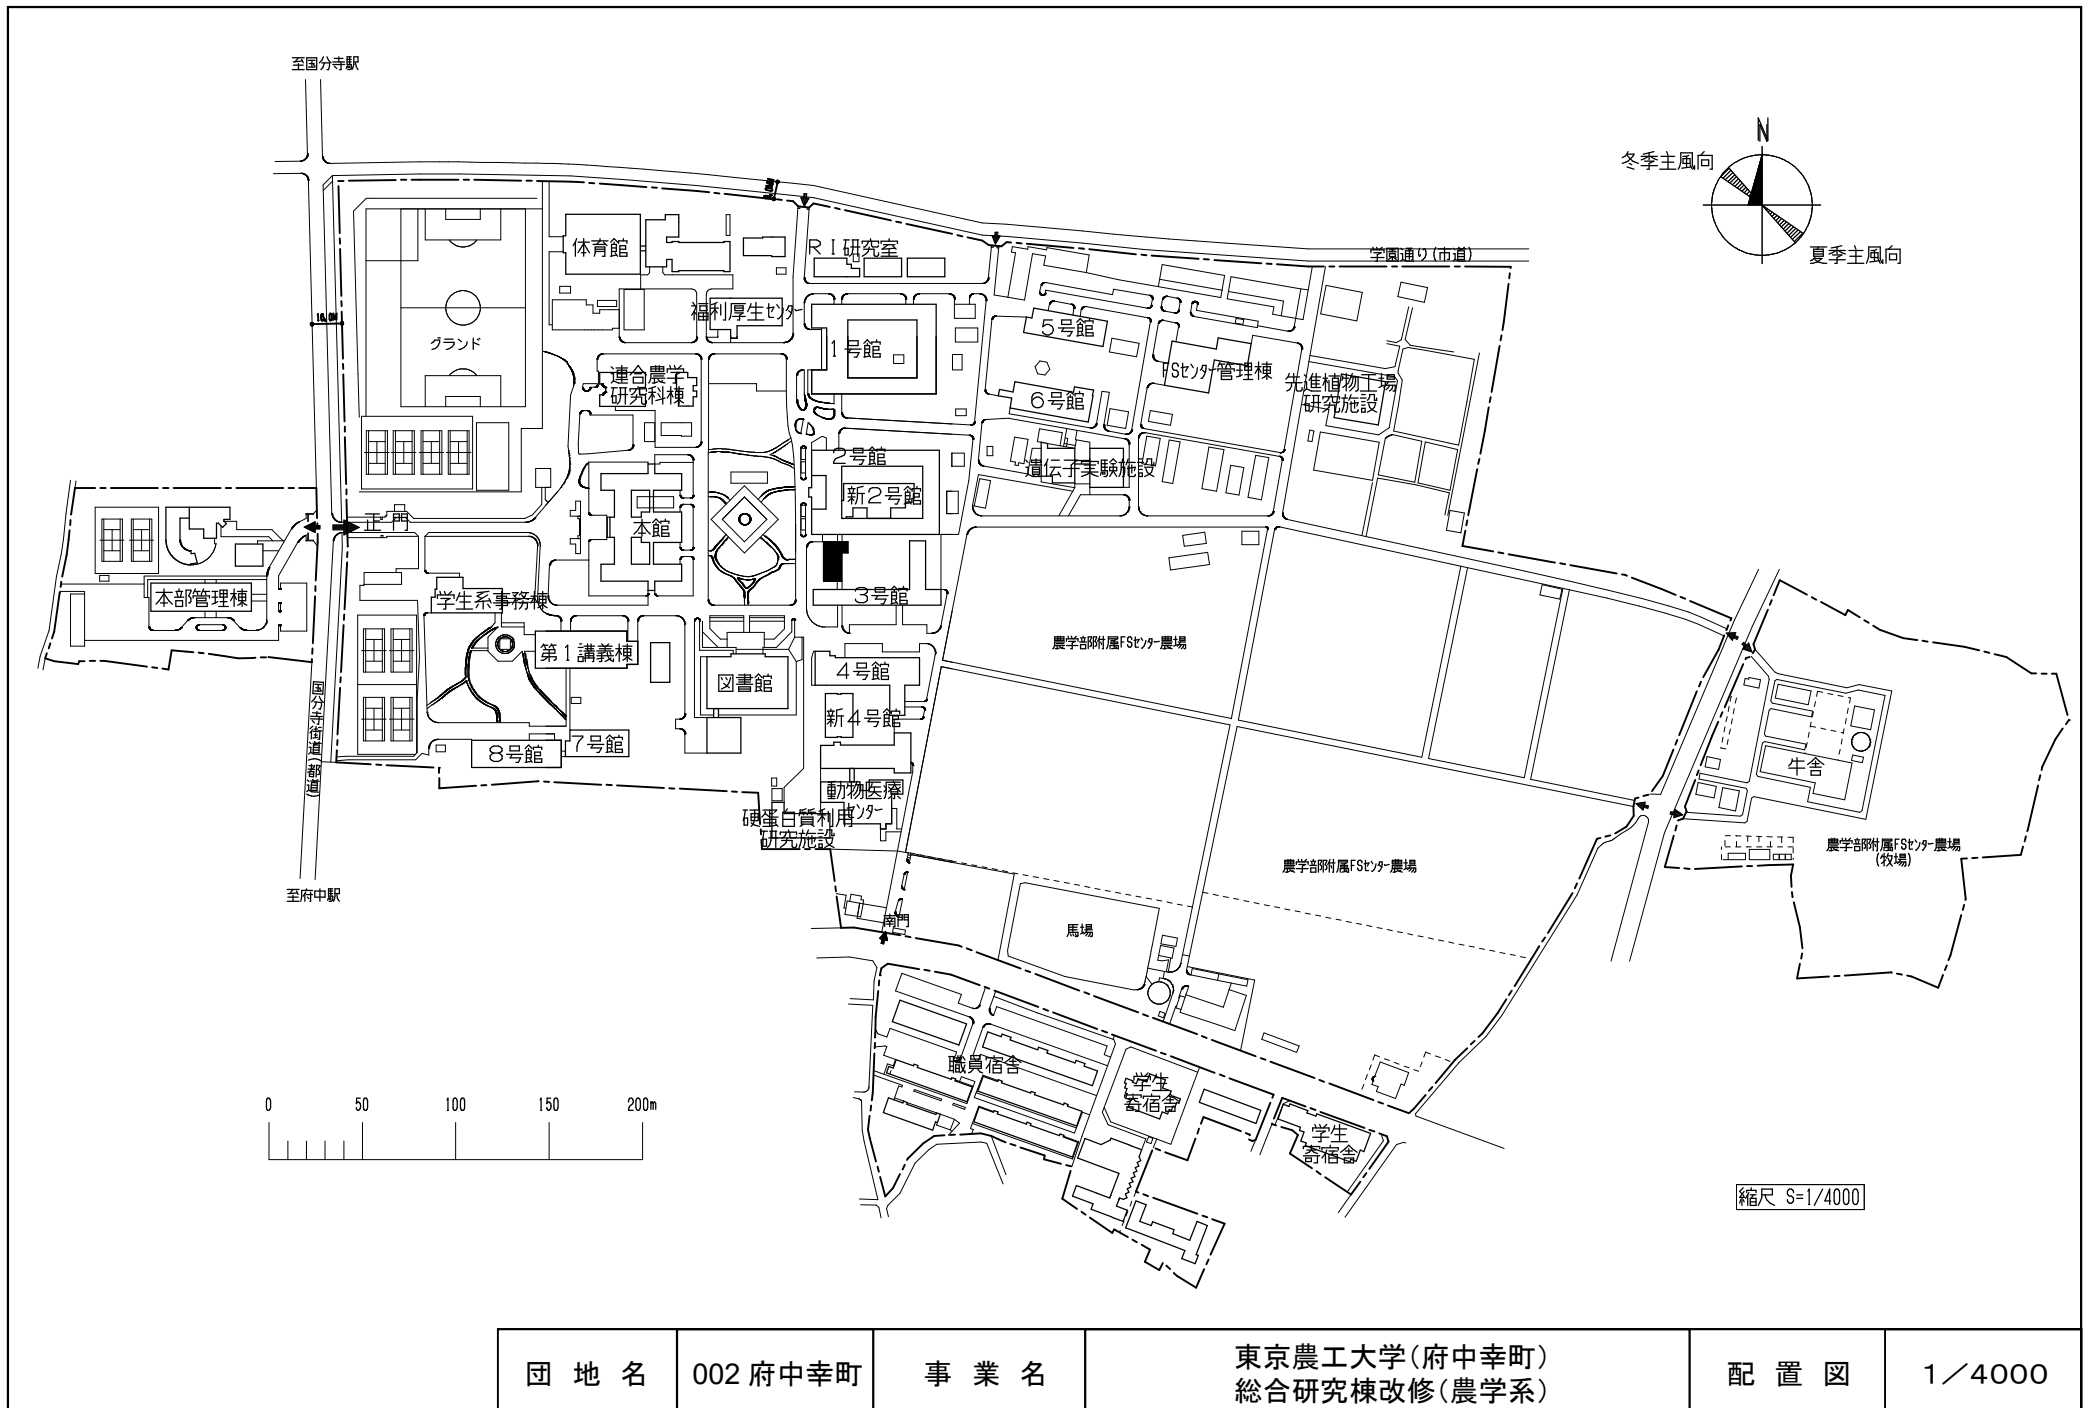 至国分寺駅
N
冬季主風向
夏季主風向
学園通り(市道)
体育館
RI研究室
福利厚生センター
グランド
16.0M
1号館
5号館
FSセンター管理棟
連合農学
研究科棟
6号館
先進植物工場
研究施設
2号館
新2号館
遺伝子実験施設
正門
本館
本部管理棟
学生系事務棟
3号館
第1講義棟
農学部附属FSセンター農場
4号館
図書館
新4号館
国分寺街道(都道)
8号館
7号館
牛舎
動物医療
センター
硬蛋白質利用
研究施設
農学部附属FSセンター農場
(牧場)
農学部附属FSセンター農場
至府中駅
南門
馬場
職員宿舎
学生
寄宿舎
学生
寄宿舎
0 50 100 150 200m
縮尺 S=1/4000
団地名
002 府中幸町
事業名
東京農工大学(府中幸町)
総合研究棟改修(農学系)
配置図
1/4000